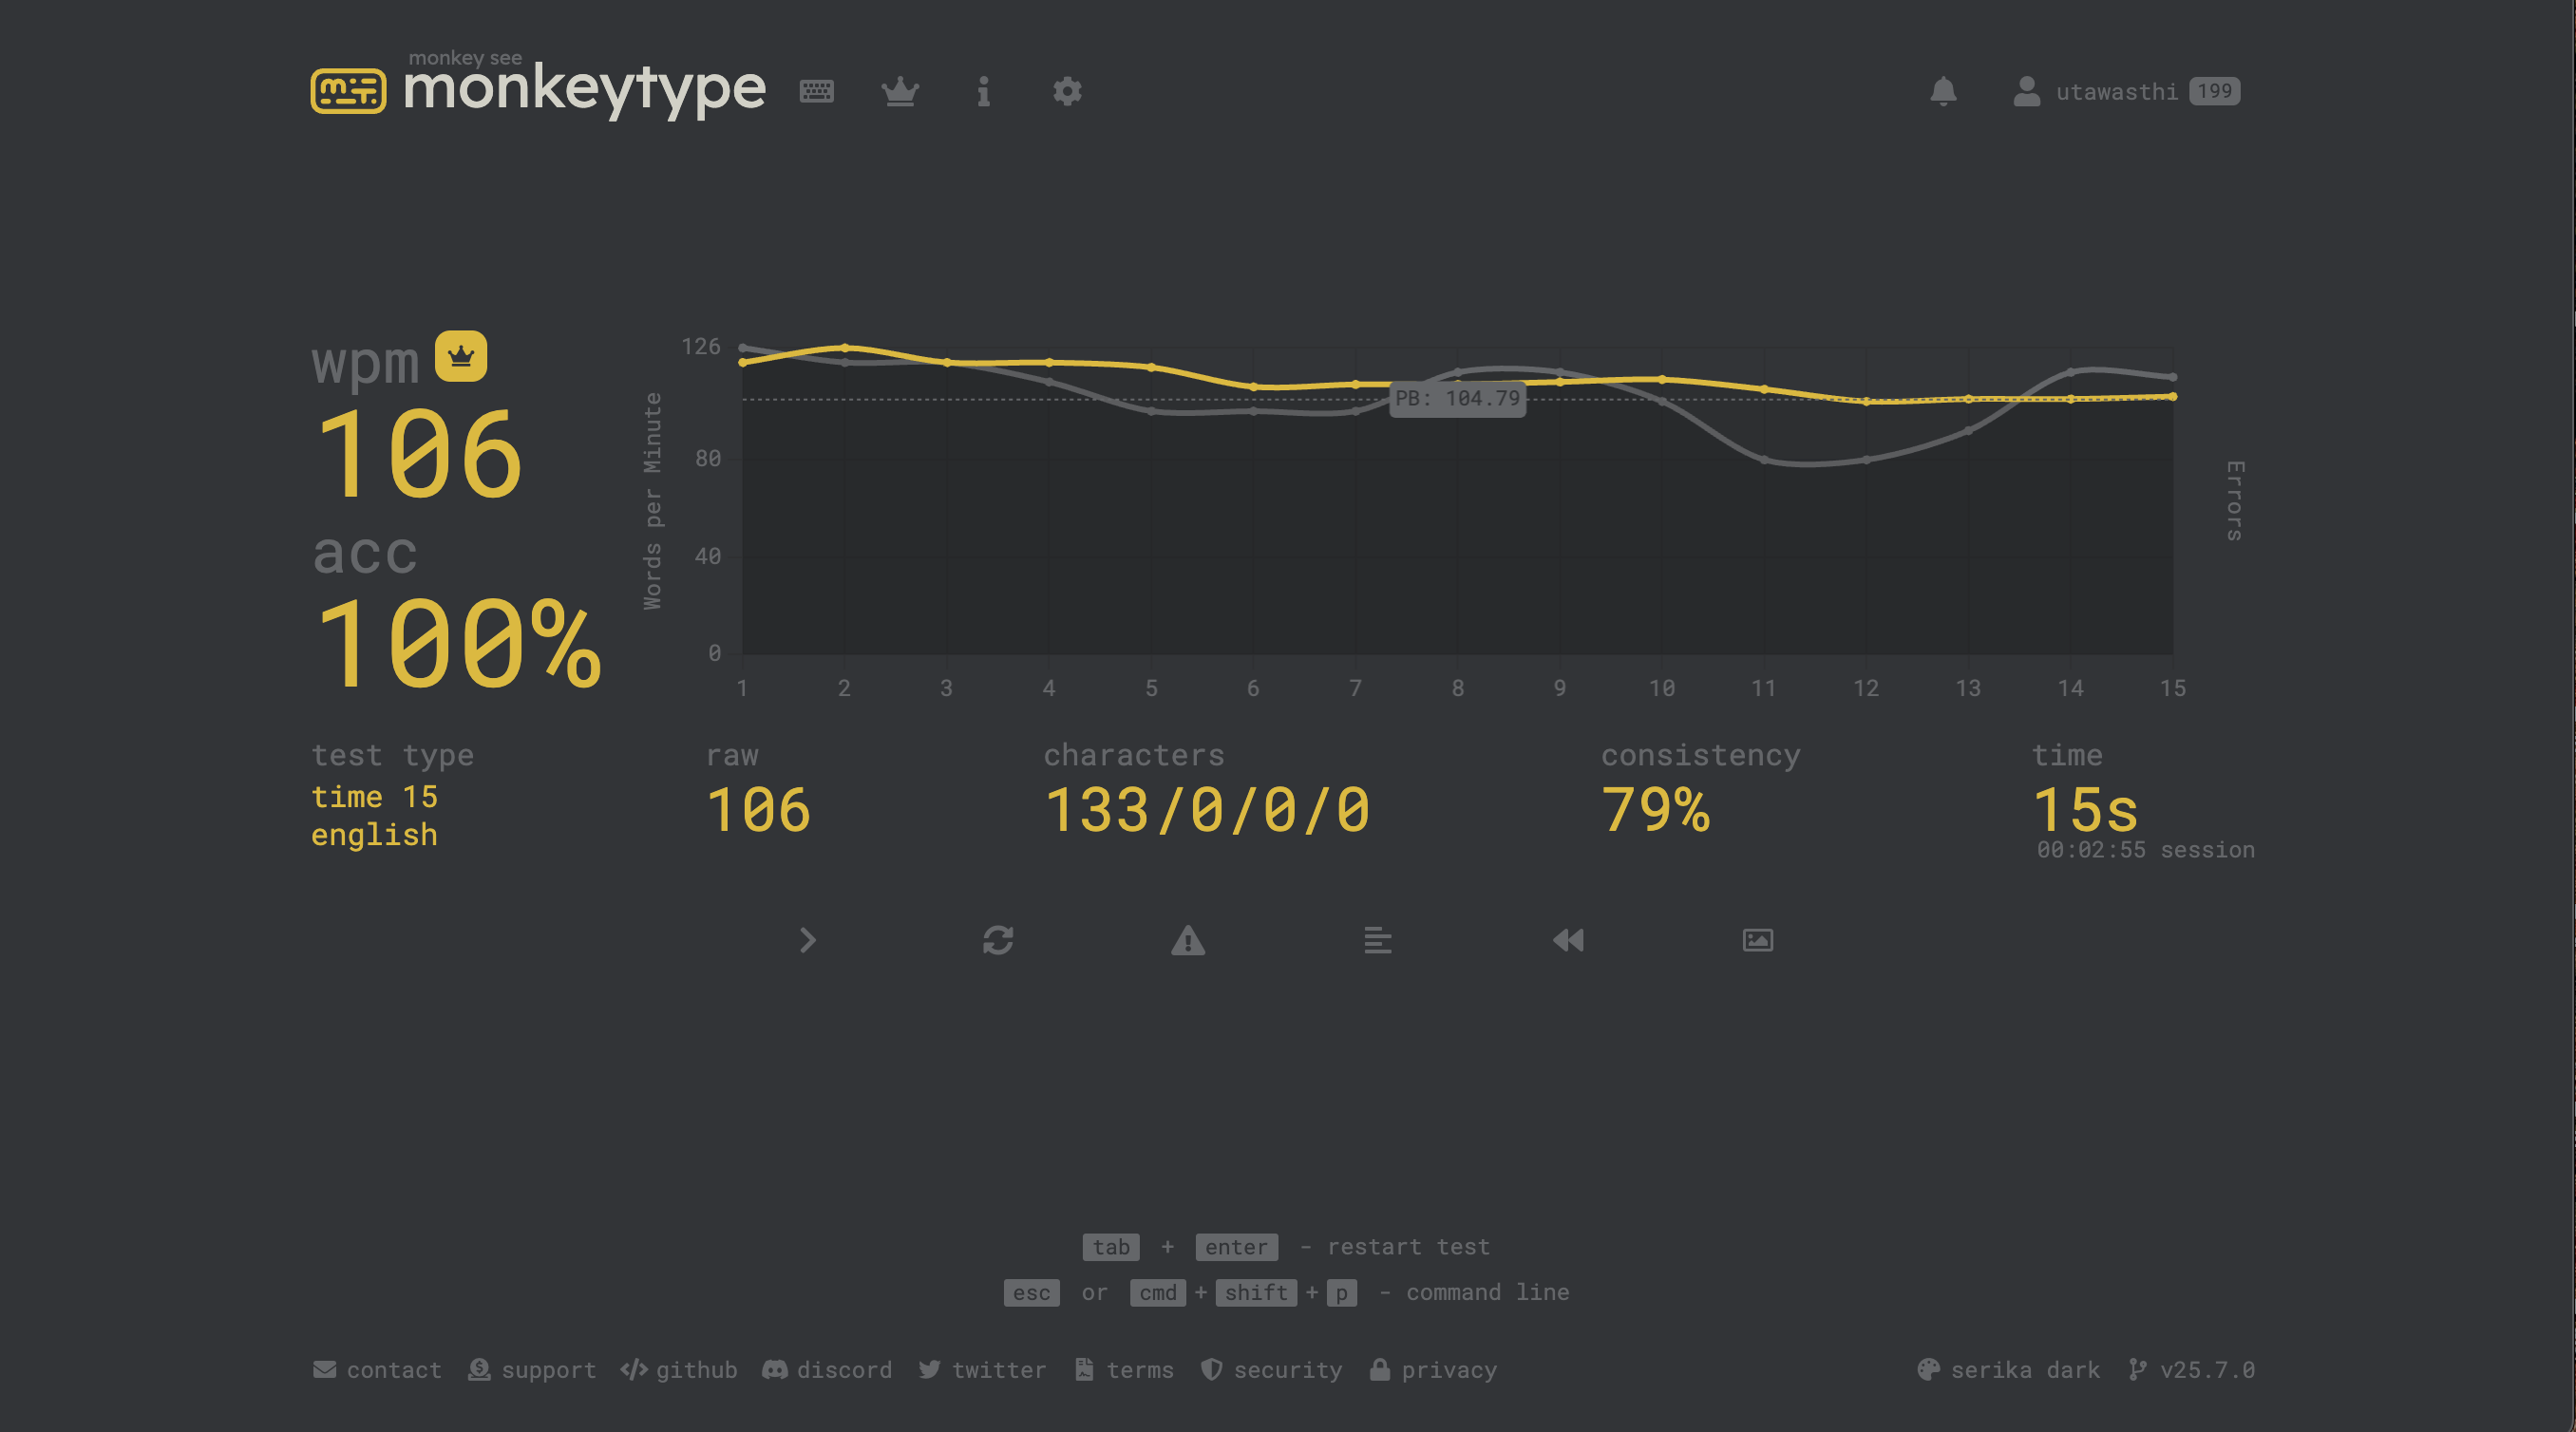 monkey see
monkeytype
utawasthi 199
wpm
106
acc
100%
Words per Minute
126
80
40
0
PB: 104.79
Errors
1 2 3 4 5 6 7 8 9 10 11 12 13 14 15
test type
time 15
english
raw
106
characters
133/0/0/0
consistency
79%
time
15s
00:02:55 session
tab + enter - restart test
esc or cmd + shift + p - command line
contact support github discord twitter terms security privacy serika dark v25.7.0